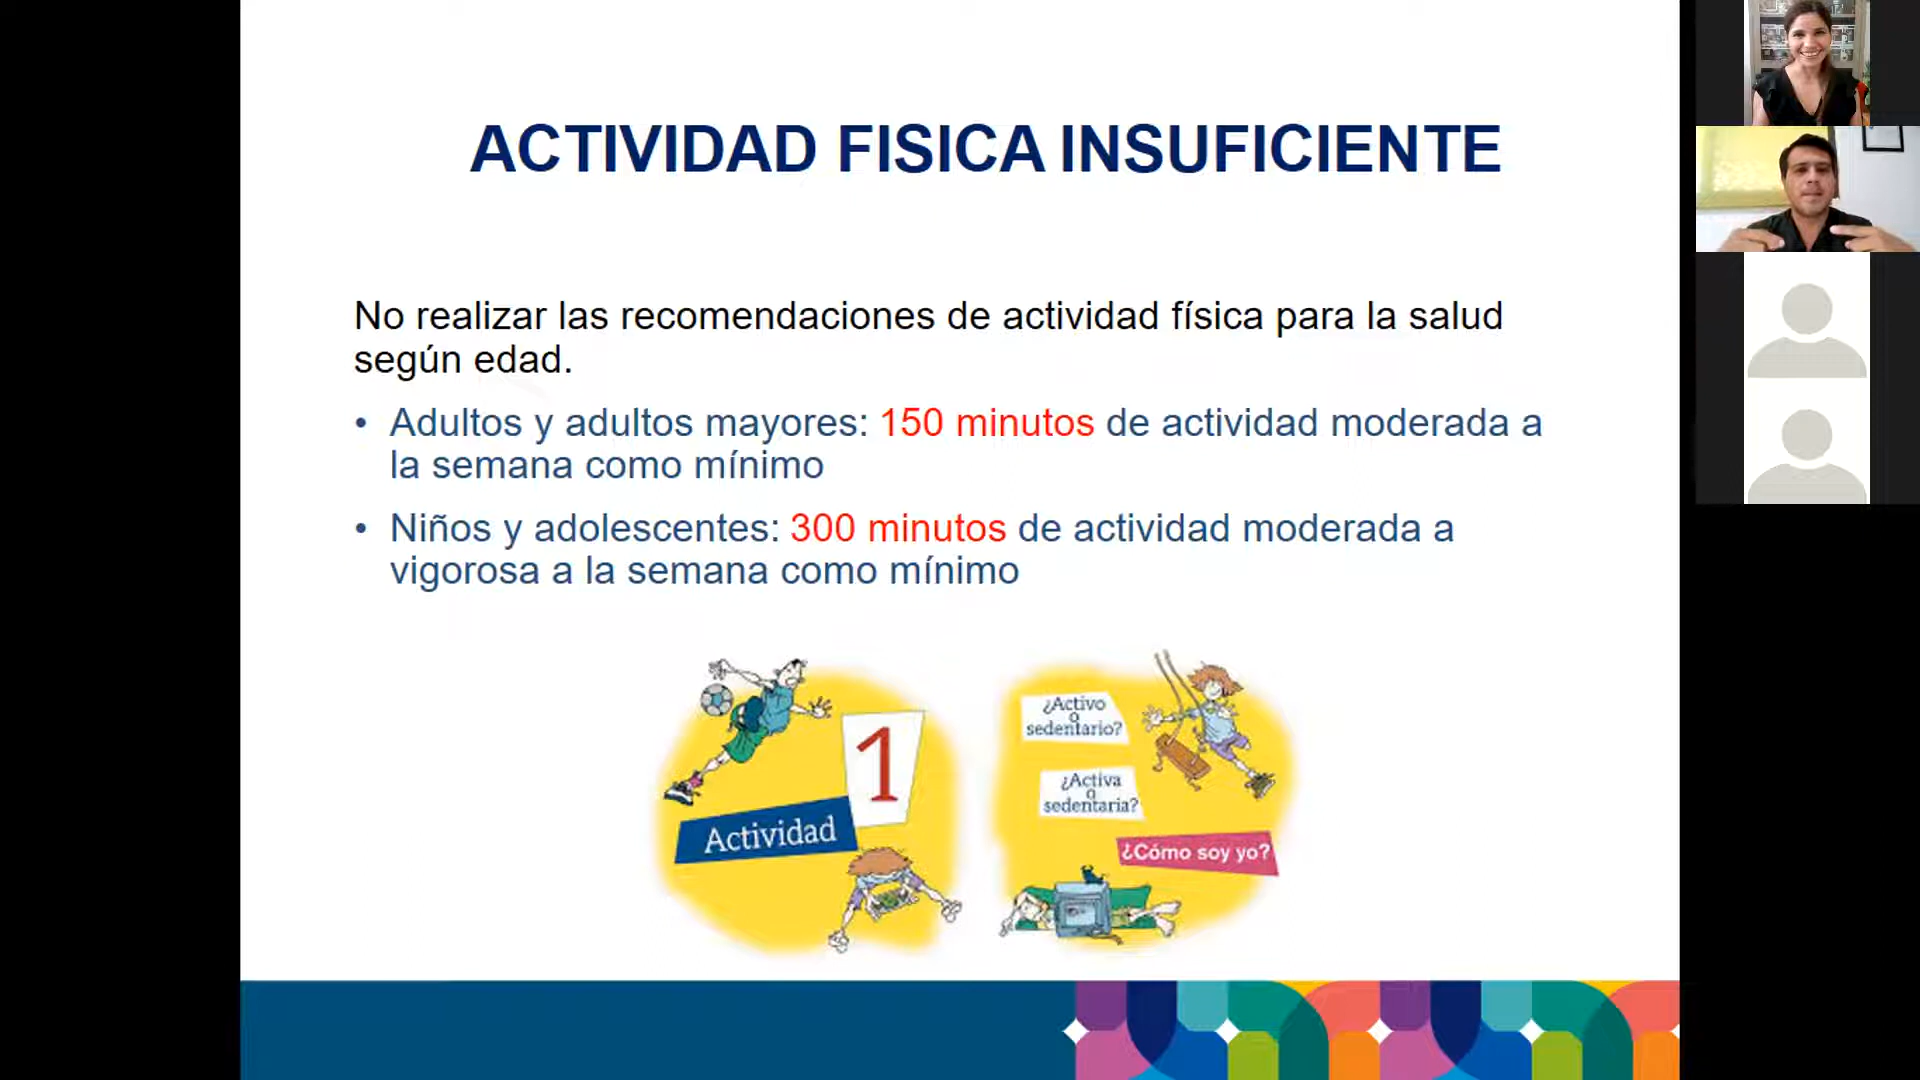 ACTIVIDAD FISICA INSUFICIENTE
No realizar las recomendaciones de actividad física para la salud
según edad.
• Adultos y adultos mayores: 150 minutos de actividad moderada a
la semana como mínimo
• Niños y adolescentes: 300 minutos de actividad moderada a
vigorosa a la semana como mínimo
1
Actividad
¿Activo
o
sedentario?
¿Activa
o
sedentaria?
¿Cómo soy yo?